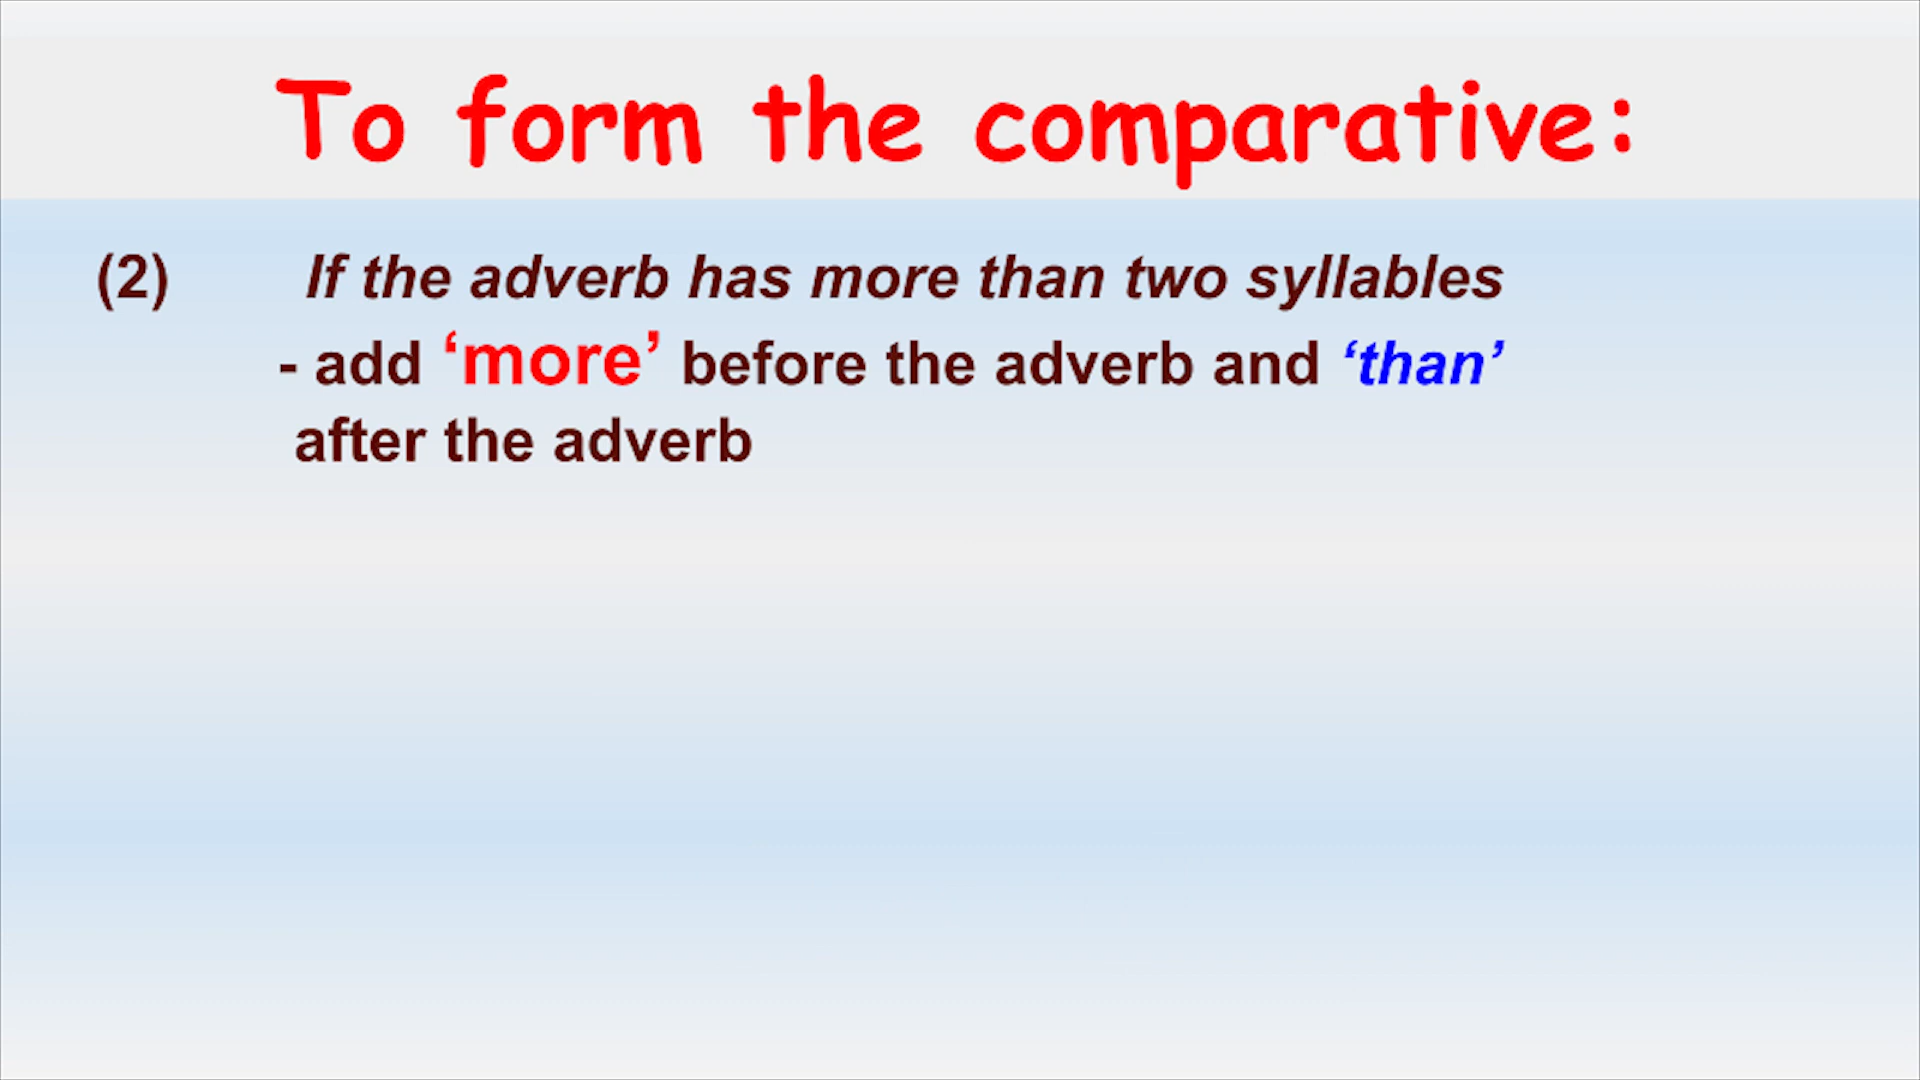 To form the comparative:
(2) If the adverb has more than two syllables
- add ‘more’ before the adverb and ‘than’
after the adverb